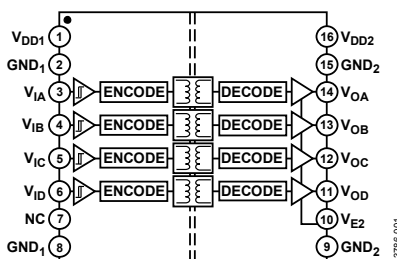 VDD1 1 16 VDD2
GND1 2 15 GND2
VIA 3 ENCODE DECODE 14 VOA
VIB 4 ENCODE DECODE 13 VOB
VIC 5 ENCODE DECODE 12 VOC
VID 6 ENCODE DECODE 11 VOD
NC 7 10 VE2
GND1 8 9 GND2